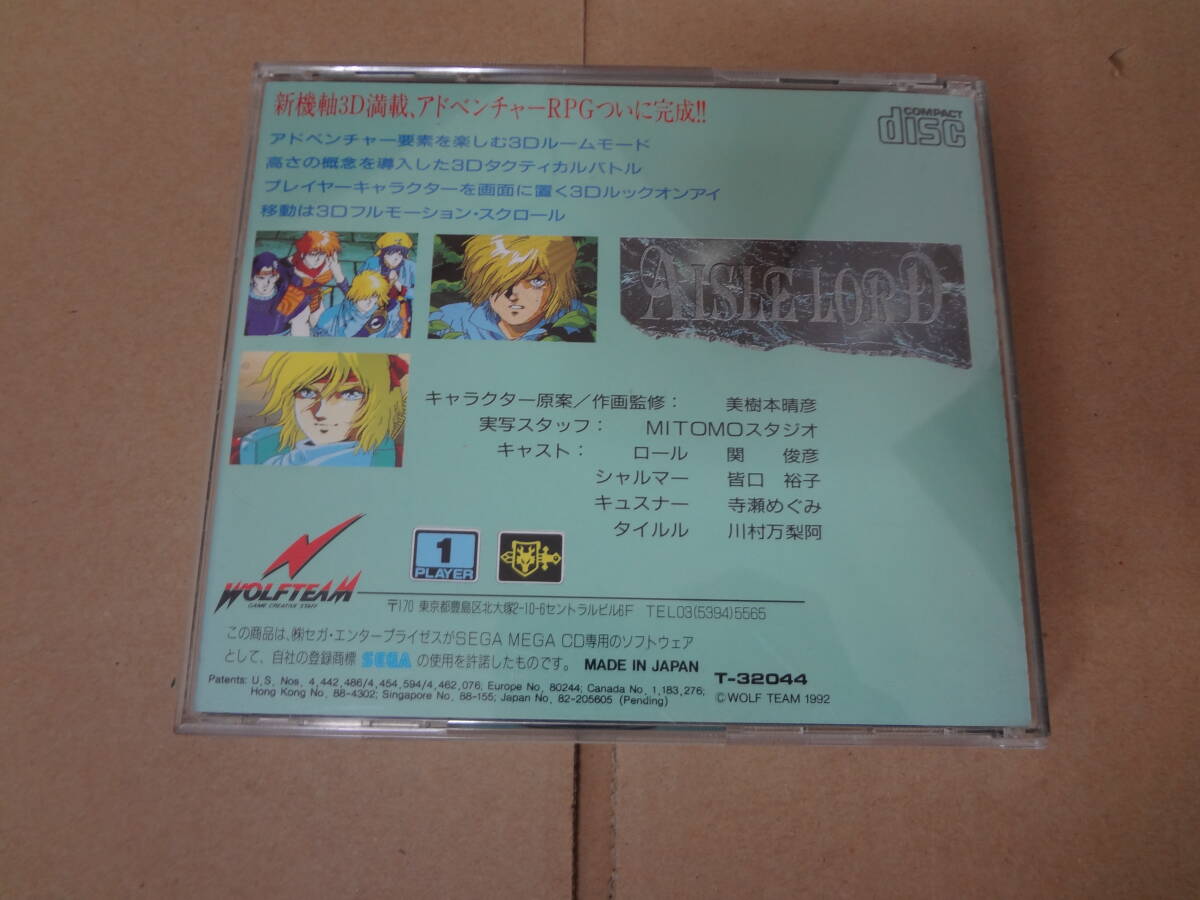 新機軸3D満載、アドベンチャーRPGついに完成!!
COMPACT
disc
アドベンチャー要素を楽しむ3Dルームモード
高さの概念を導入した3Dタクティカルバトル
プレイヤーキャラクターを画面に置く3Dルックオンアイ
移動は3Dフルモーション・スクロール
AISLE LORD
キャラクター原案／作画監修： 美樹本晴彦
実写スタッフ： MITOMOスタジオ
キャスト： ロール 関 俊彦
シャルマー 皆口 裕子
キュスナー 寺瀬めぐみ
タイルル 川村万梨阿
1
PLAYER
WOLFTEAM
GAME CREATIVE STAFF
〒170 東京都豊島区北大塚2-10-6セントラルビル6F TEL03(5394)5565
この商品は、㈱セガ・エンタープライゼスがSEGA MEGA CD専用のソフトウェア
として、自社の登録商標 SEGA の使用を許諾したものです。 MADE IN JAPAN
T-32044
Patents: U.S. Nos. 4,442,486/4,454,594/4,462,076; Europe No. 80244; Canada No. 1,183,276;
Hong Kong No. 88-4302; Singapore No. 88-155; Japan No. 82-205605 (Pending)
©WOLF TEAM 1992